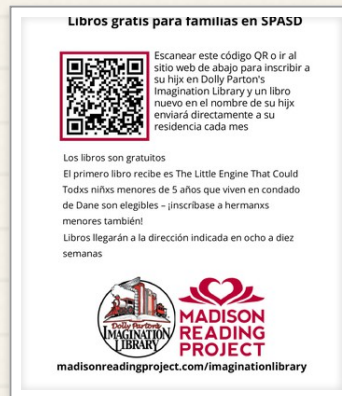 Libros gratis para familias en SPASD
Escanear este código QR o ir al
sitio web de abajo para inscribir a
su hijx en Dolly Parton's
Imagination Library y un libro
nuevo en el nombre de su hijx
enviará directamente a su
residencia cada mes
Los libros son gratuitos
El primero libro recibe es The Little Engine That Could
Todxs niñxs menores de 5 años que viven en condado
de Dane son elegibles – ¡inscríbase a hermanxs
menores también!
Libros llegarán a la dirección indicada en ocho a diez
semanas
Dolly Parton's
IMAGINATION
LIBRARY
MADISON
READING
PROJECT
madisonreadingproject.com/imaginationlibrary